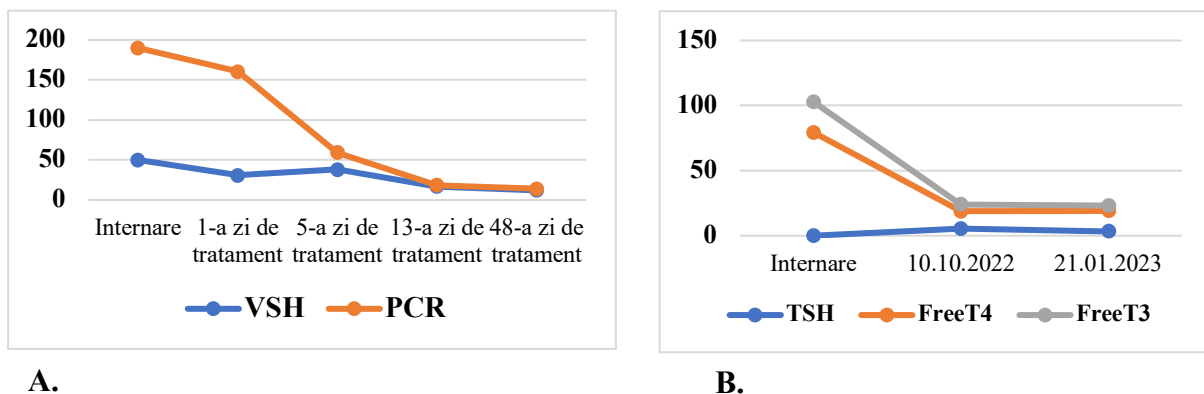 200
150
100
50
0
Internare 1-a zi de 5-a zi de 13-a zi de 48-a zi de
tratament tratament tratament tratament
VSH PCR
A.
150
100
50
0
Internare 10.10.2022 21.01.2023
TSH FreeT4 FreeT3
B.